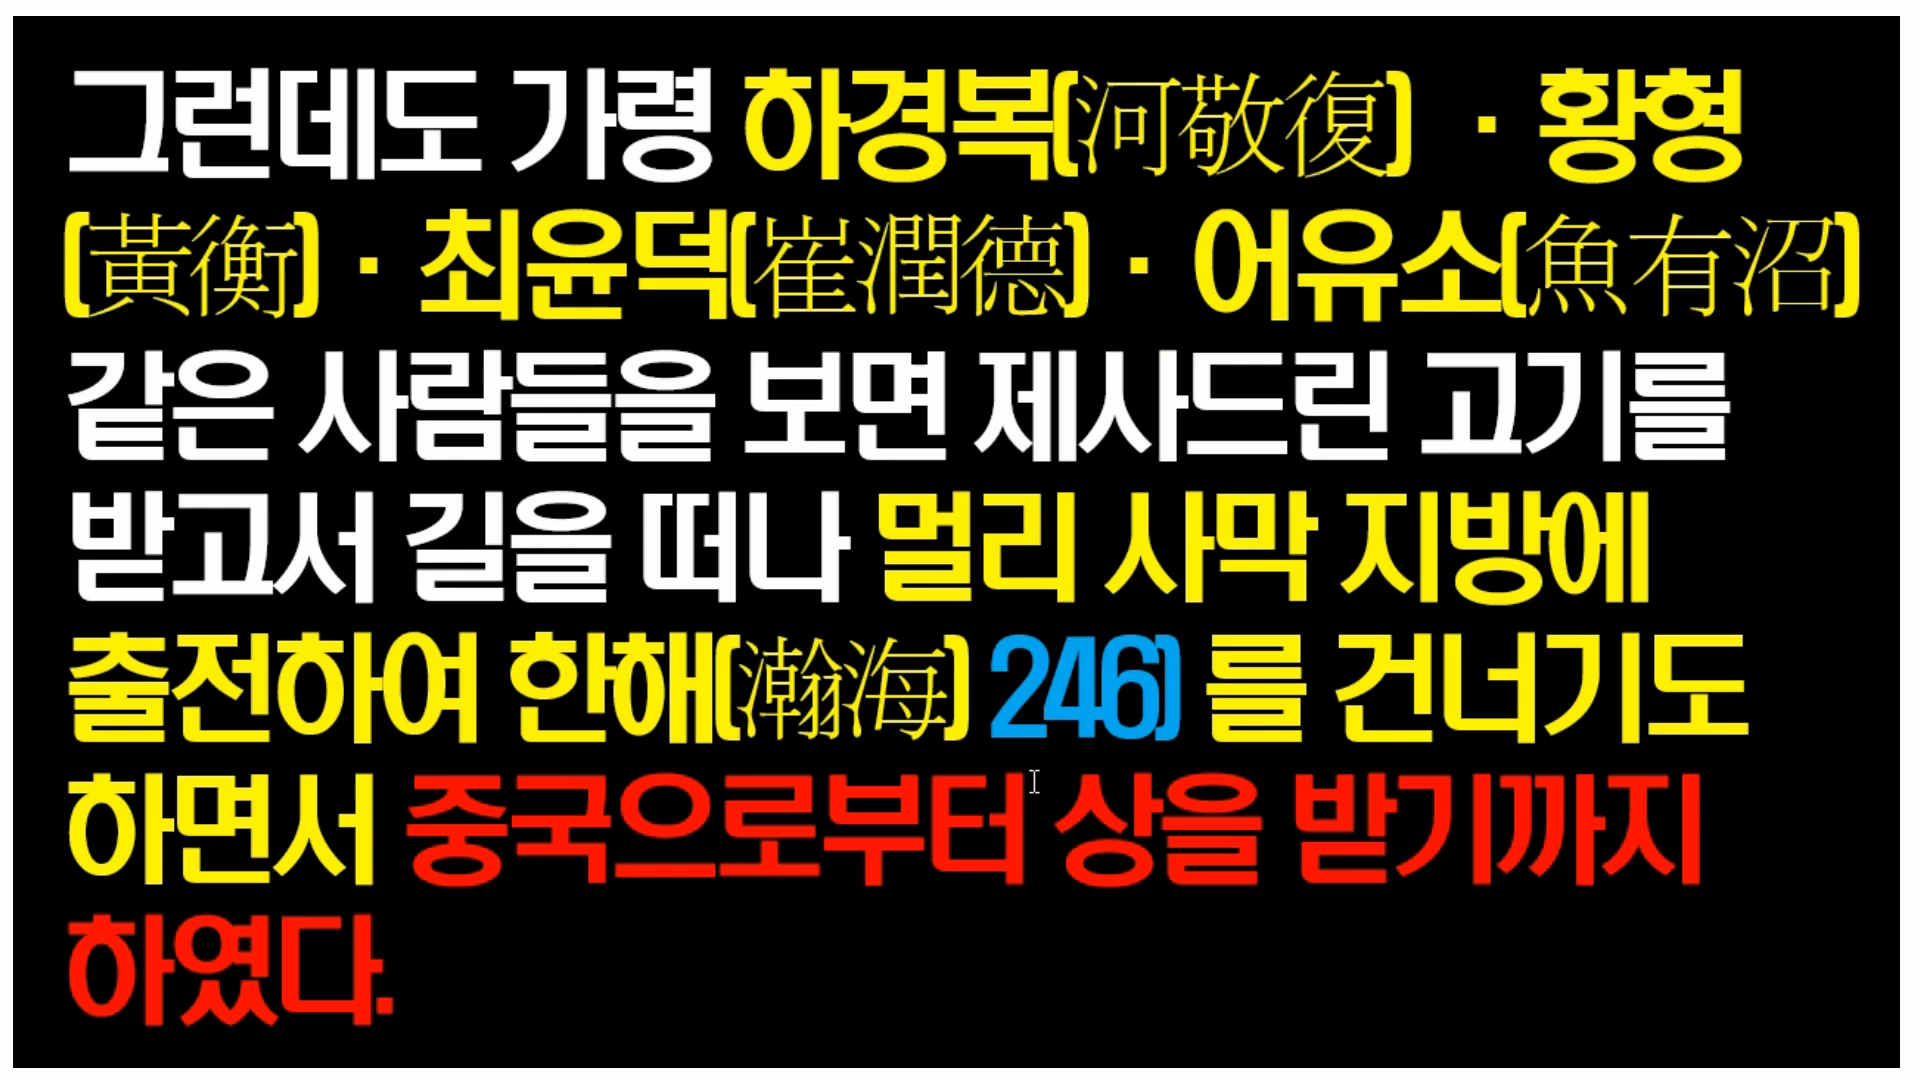 그런데도 가령 하경복(河敬復) · 황형
(黃衡) · 최윤덕(崔潤德) · 어유소(魚有沼)
같은 사람들을 보면 제사드린 고기를
받고서 길을 떠나 멀리 사막 지방에
출전하여 한해(瀚海) 246) 를 건너기도
하면서 중국으로부터 상을 받기까지
하였다.